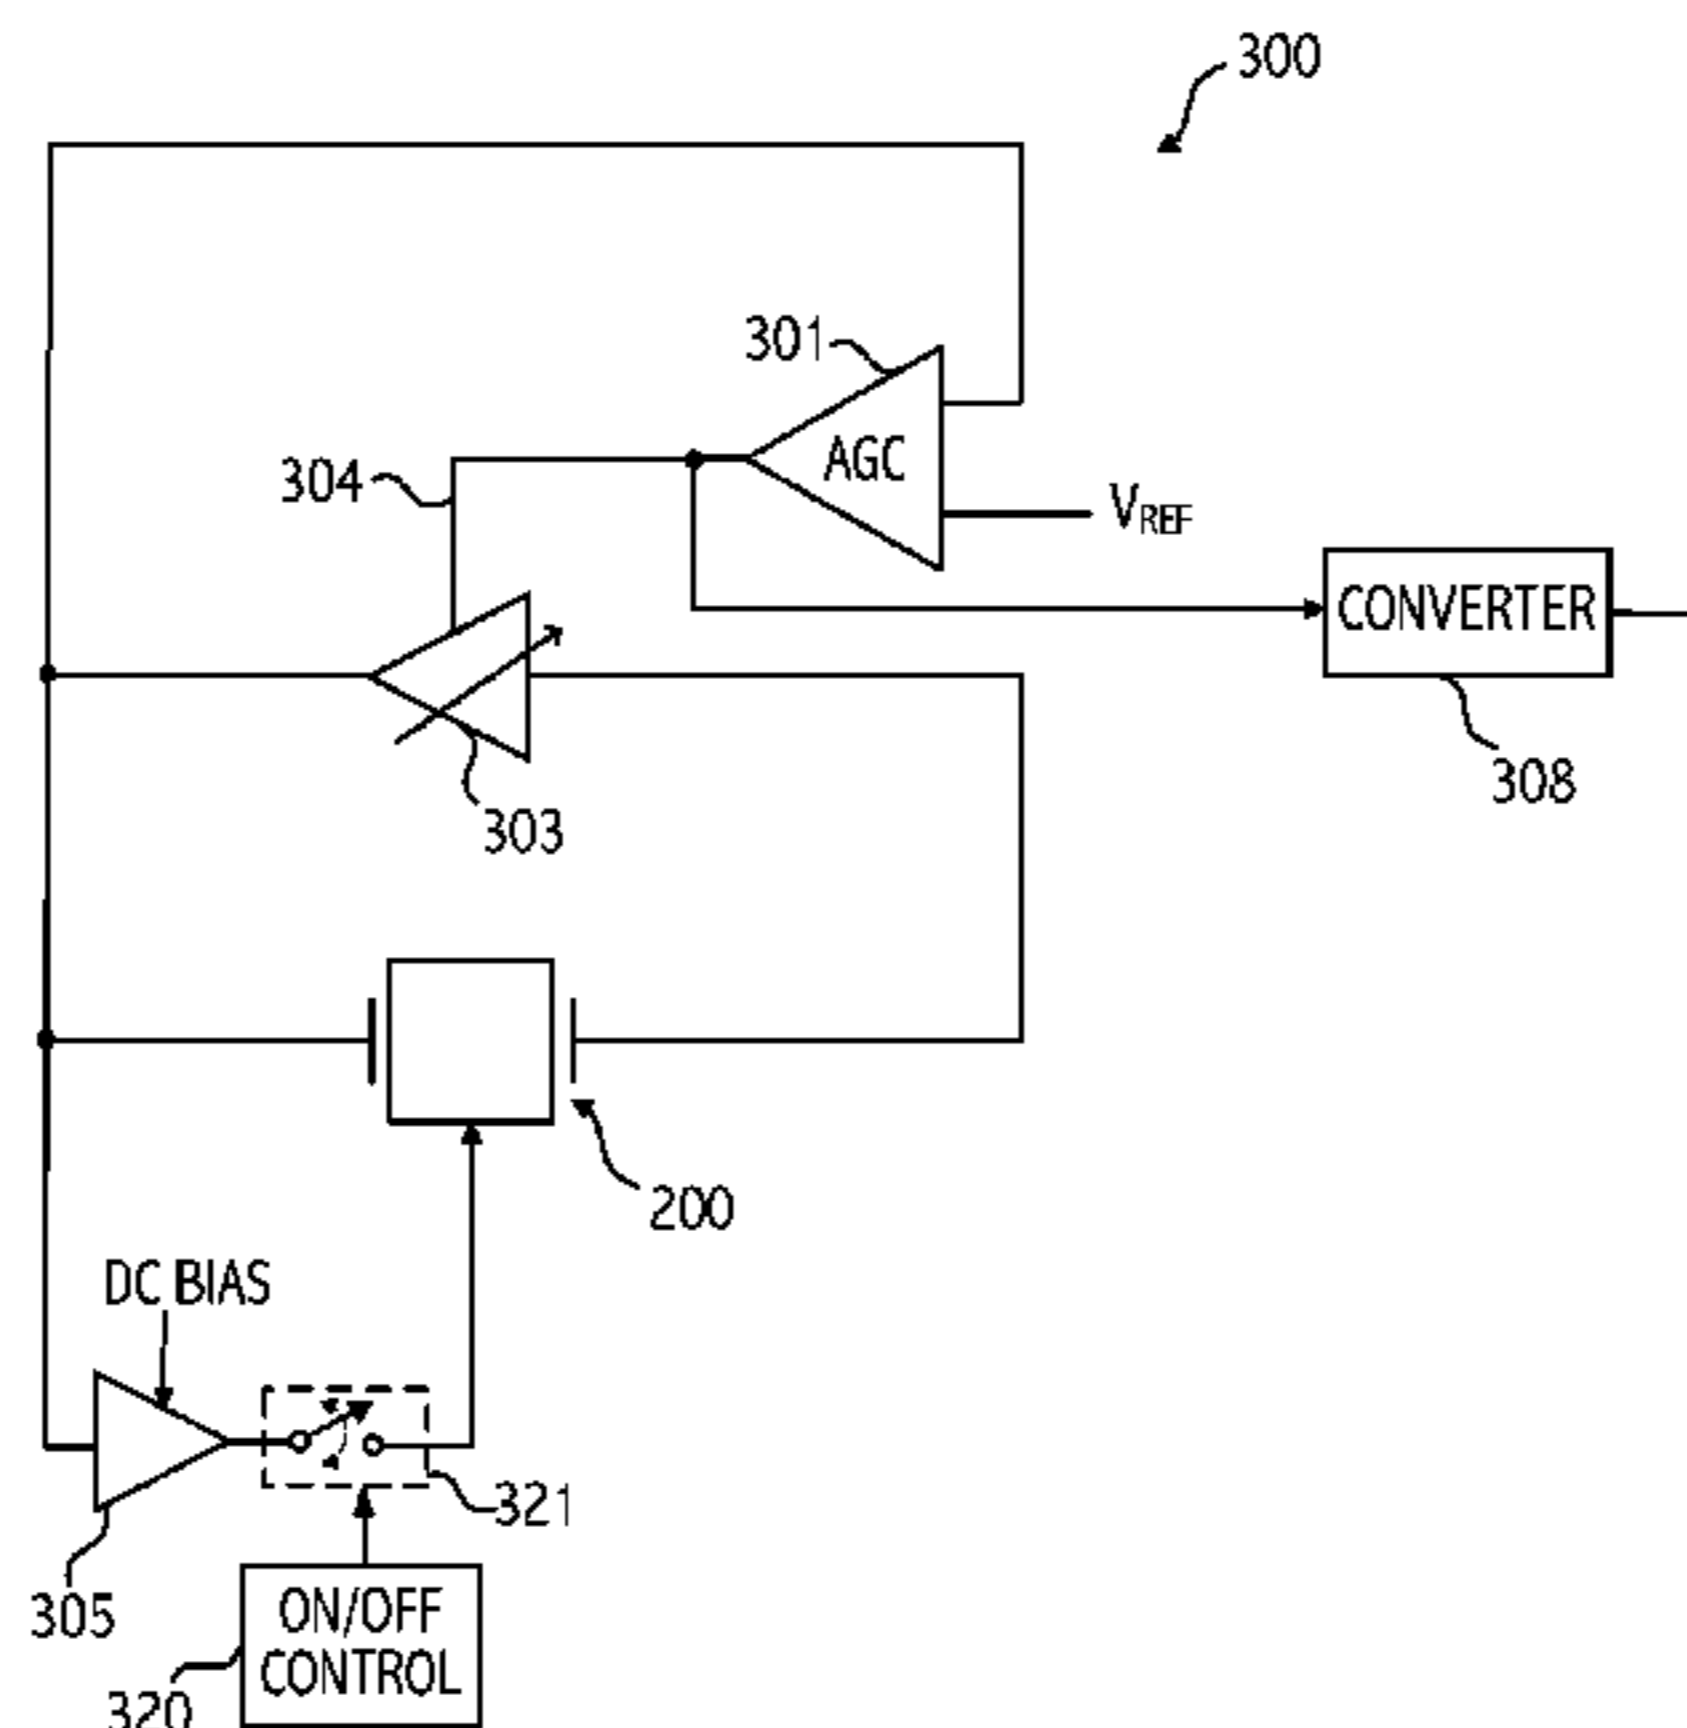 300
301
AGC
304
VREF
CONVERTER
303
308
200
DC BIAS
321
305
ON/OFF
CONTROL
320